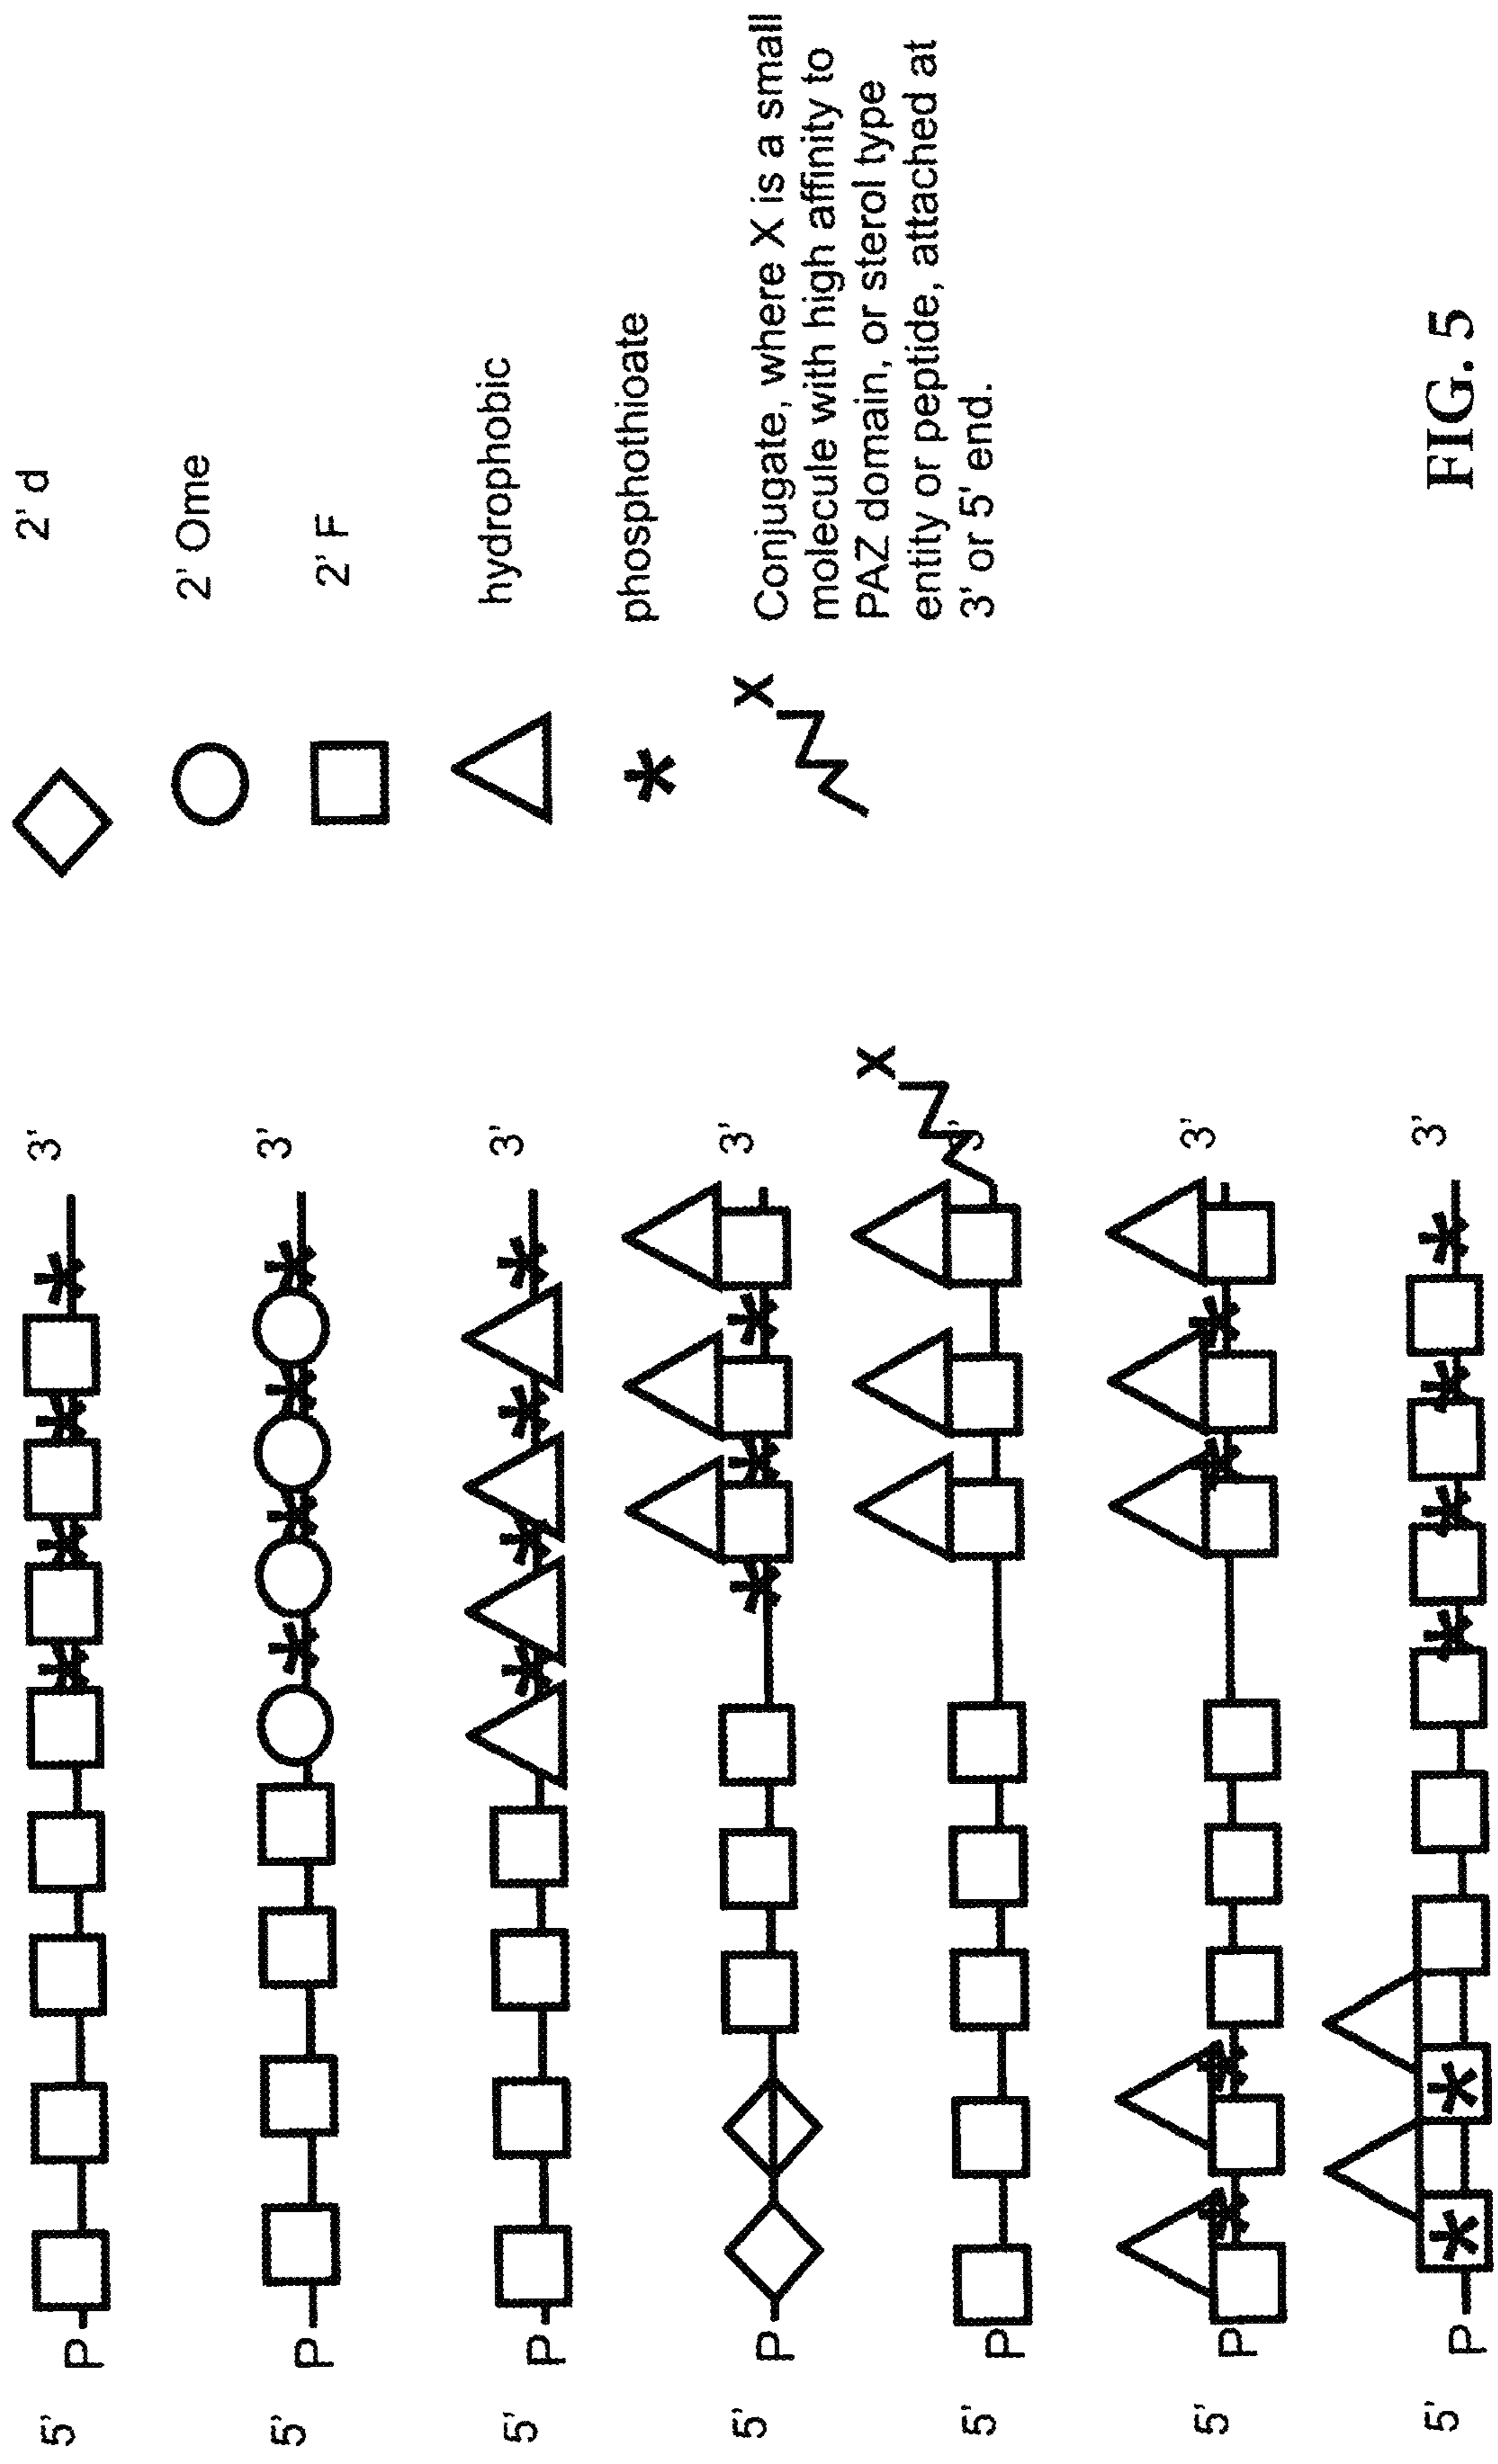 5' P 3'
5' P 3'
5' P 3'
5' P 3'
5' P 3' X
5' P 3'
5' P 3'
2' d
2' Ome
2' F
hydrophobic
phosphothioate
X
Conjugate, where X is a small
molecule with high affinity to
PAZ domain, or sterol type
entity or peptide, attached at
3' or 5' end.
FIG. 5